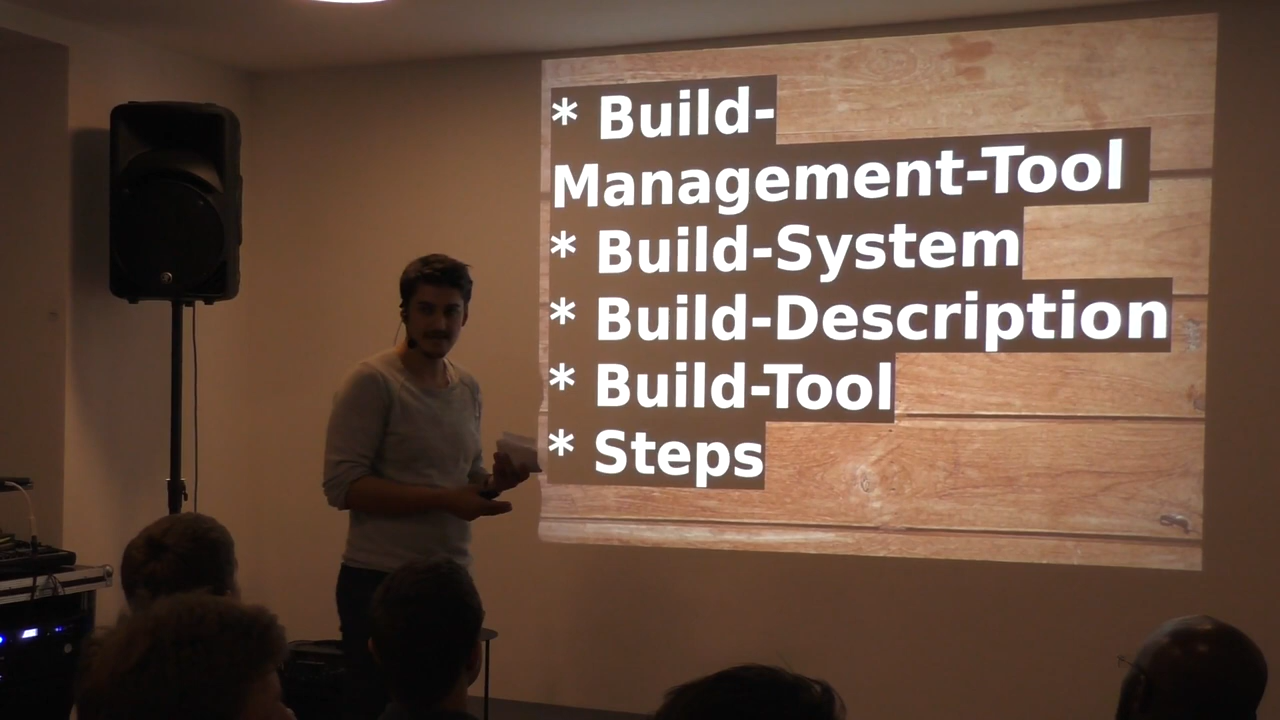 * Build-
Management-Tool
* Build-System
* Build-Description
* Build-Tool
* Steps